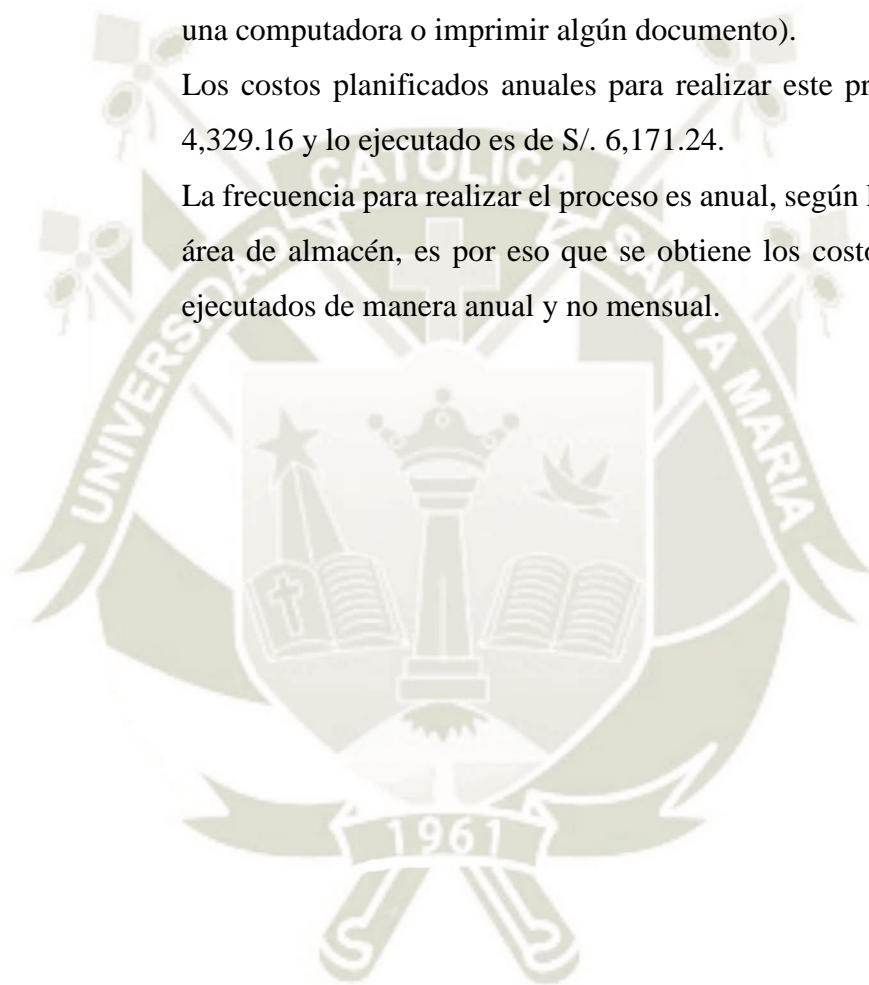 una computadora o imprimir algún documento).
Los costos planificados anuales para realizar este
4,329.16 y lo ejecutado es de S/. 6,171.24.
La frecuencia para realizar el proceso es anual, según
área de almacén, es por eso que se obtiene los
ejecutados de manera anual y no mensual.
UNIVERSIDAD CATOLICA SANTA MARIA
1961